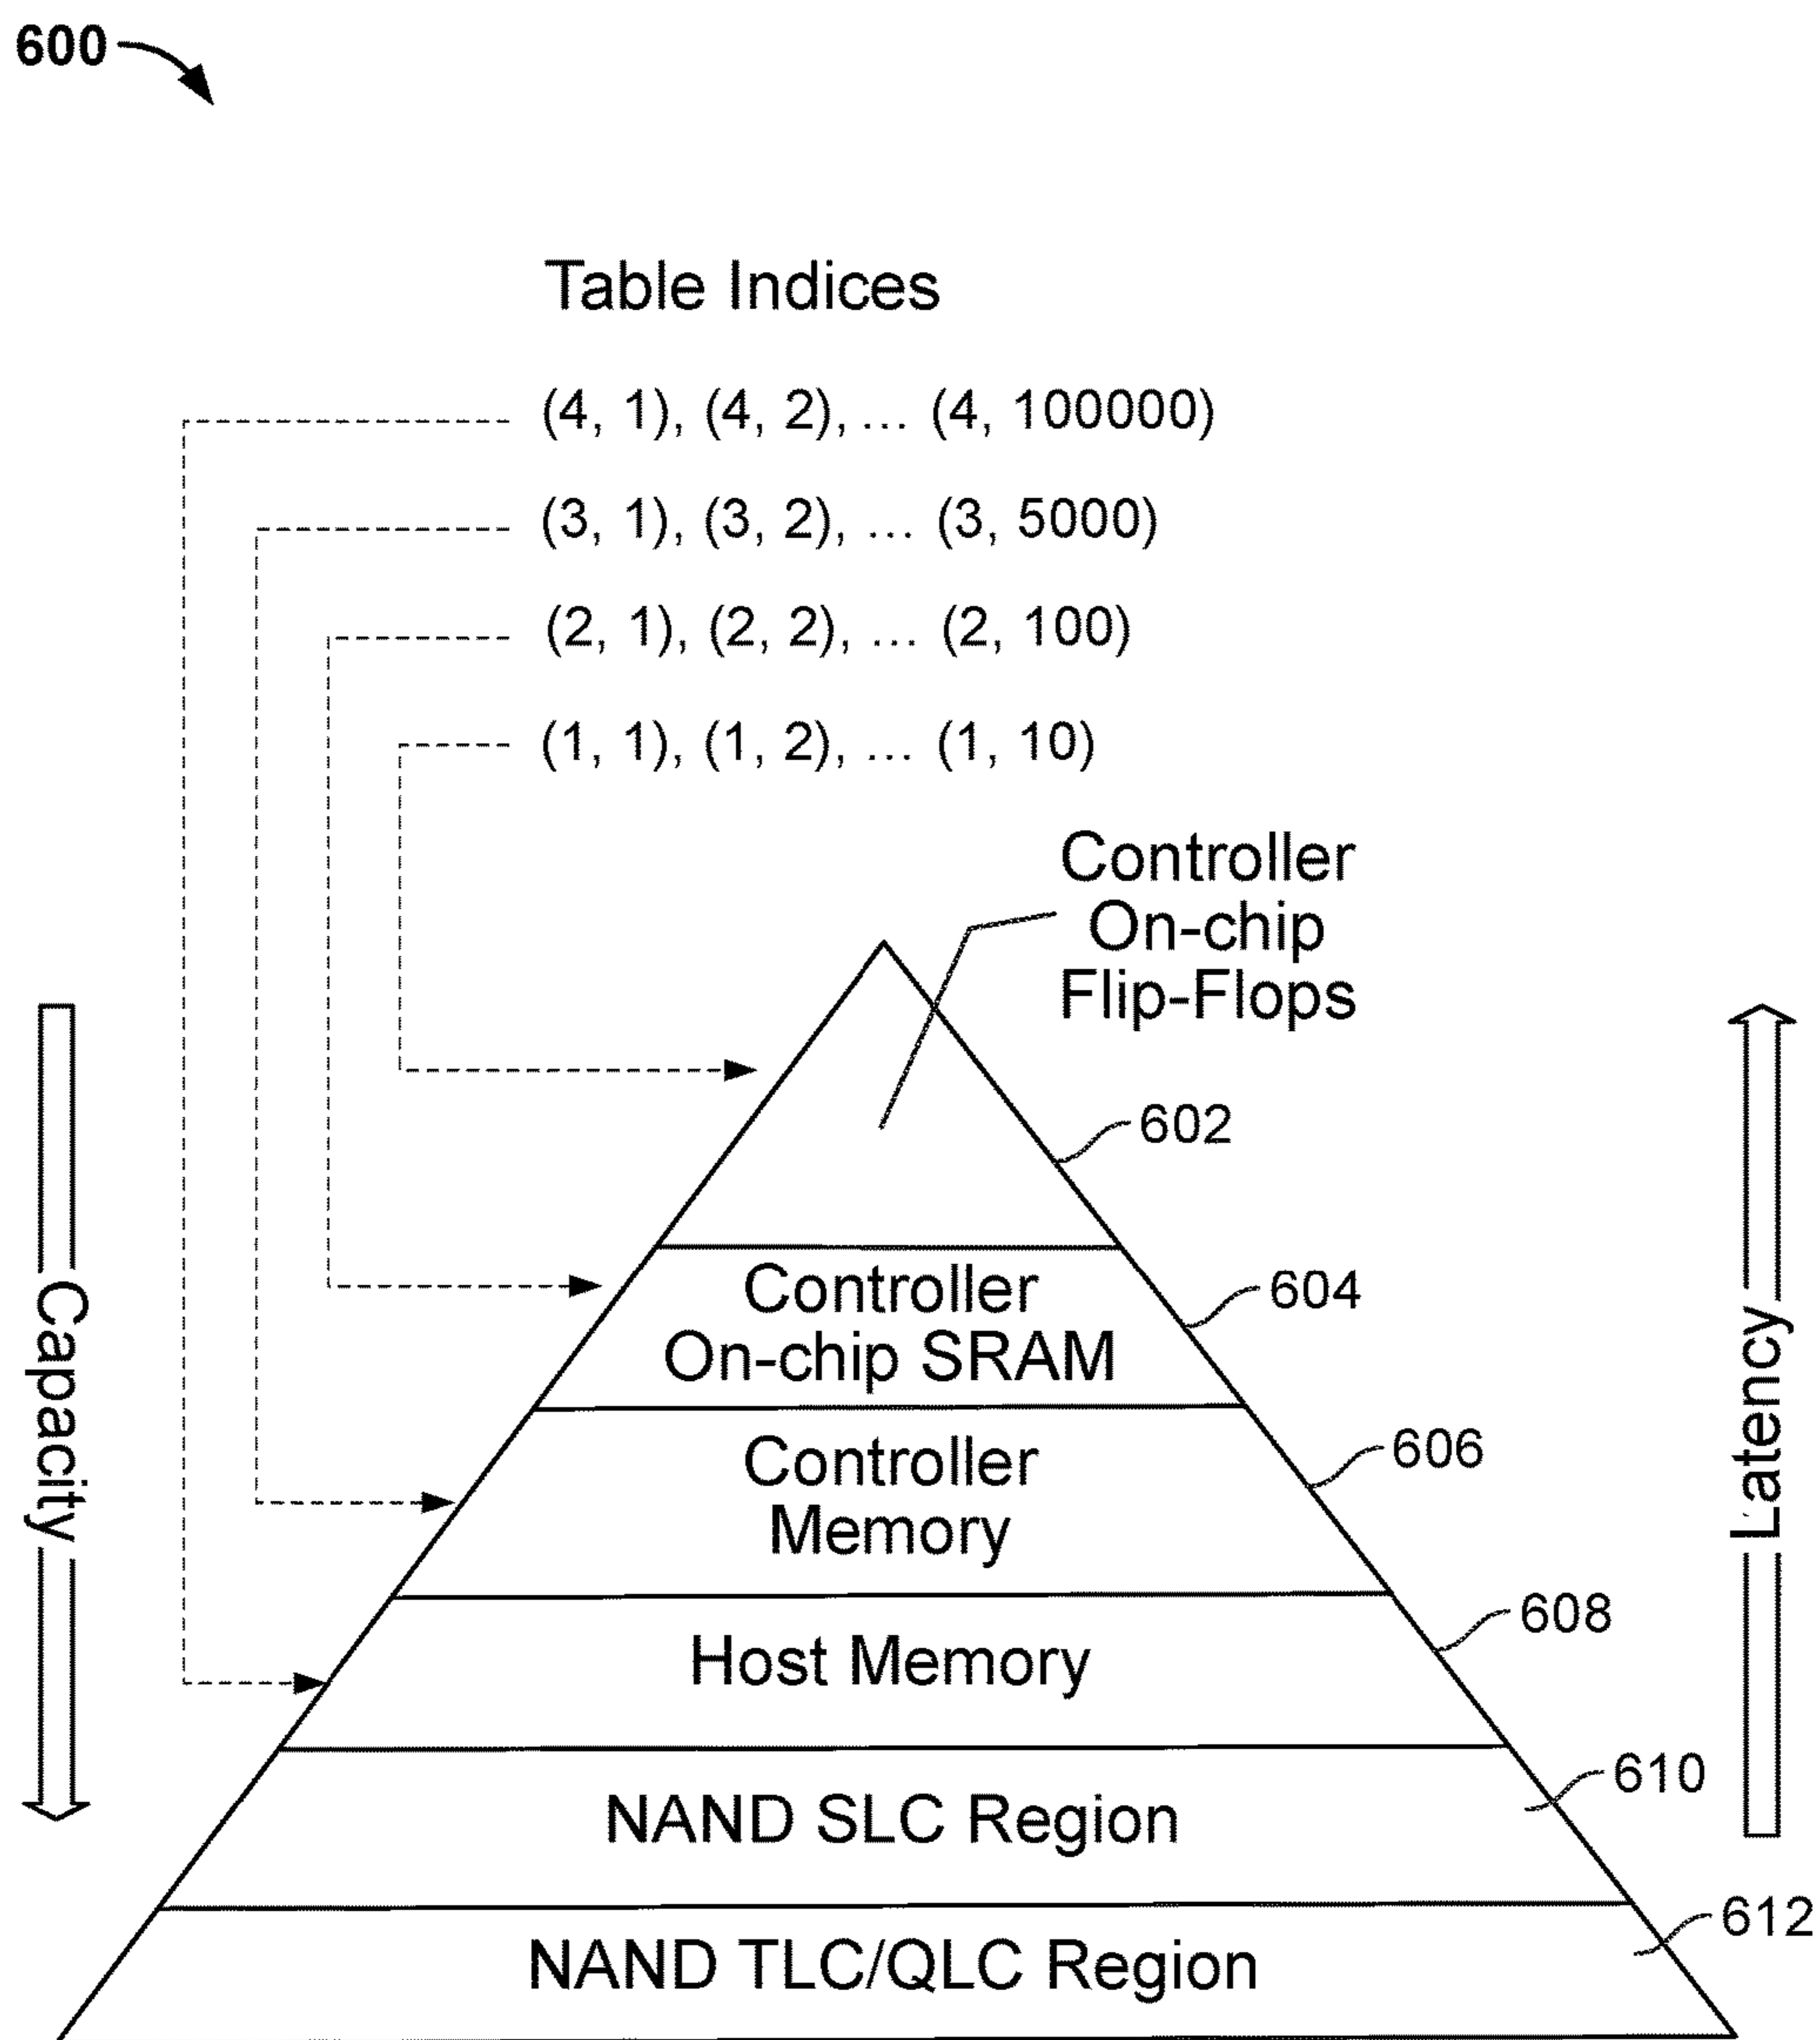 600
Table Indices
(4, 1), (4, 2), ... (4, 100000)
(3, 1), (3, 2), ... (3, 5000)
(2, 1), (2, 2), ... (2, 100)
(1, 1), (1, 2), ... (1, 10)
Controller
On-chip
Flip-Flops
602
Controller
On-chip SRAM
604
Controller
Memory
606
Host Memory
608
NAND SLC Region
610
NAND TLC/QLC Region
612
Capacity
Latency